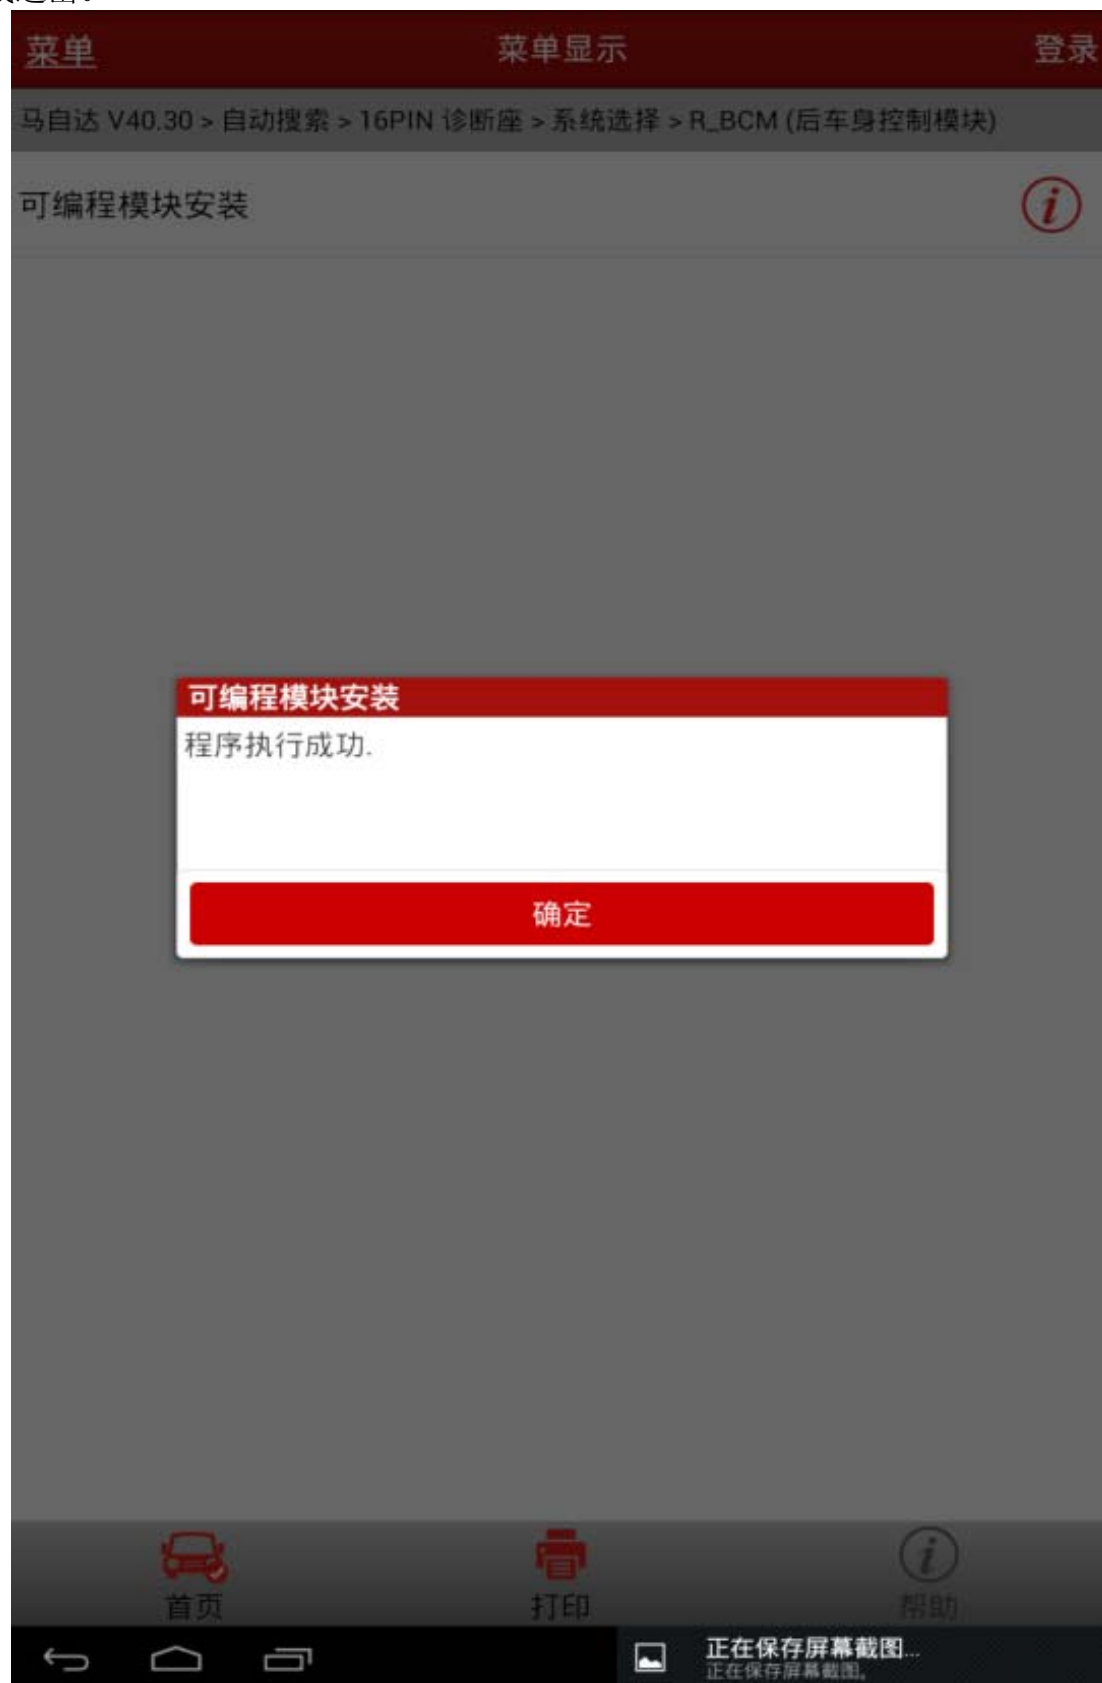 菜单 菜单显示 登录
马自达 V40.30 > 自动搜索 > 16PIN 诊断座 > 系统选择 > R_BCM (后车身控制模块)
可编程模块安装
可编程模块安装
程序执行成功.
确定
首页 打印 帮助
正在保存屏幕截图...
正在保存屏幕截图。